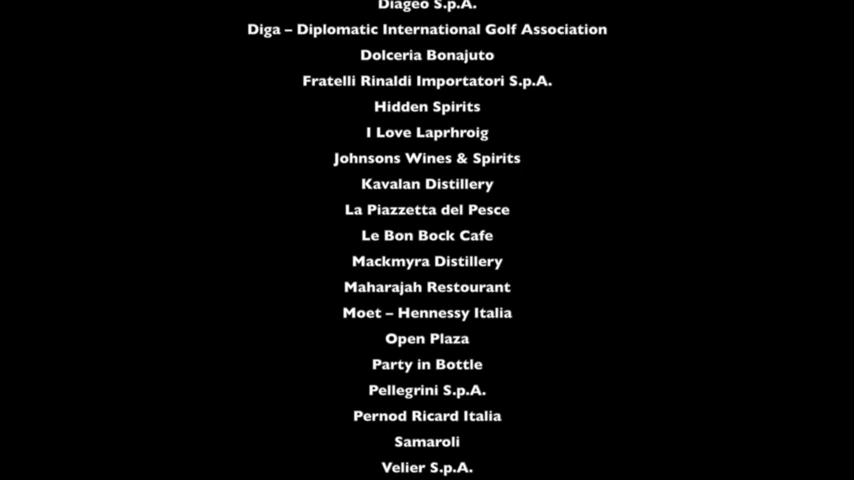 Diageo S.p.A.
Diga – Diplomatic International Golf Association
Dolceria Bonajuto
Fratelli Rinaldi Importatori S.p.A.
Hidden Spirits
I Love Laprhroig
Johnsons Wines & Spirits
Kavalan Distillery
La Piazzetta del Pesce
Le Bon Bock Cafe
Mackmyra Distillery
Maharajah Restourant
Moet – Hennessy Italia
Open Plaza
Party in Bottle
Pellegrini S.p.A.
Pernod Ricard Italia
Samaroli
Velier S.p.A.